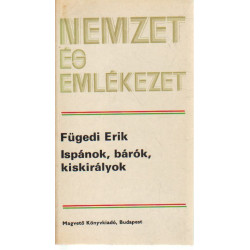 NEMZET
ÉS
EMLÉKEZET
Fügedi Erik
Ispánok, bárók,
kiskirályok
Magvető Könyvkiadó, Budapest